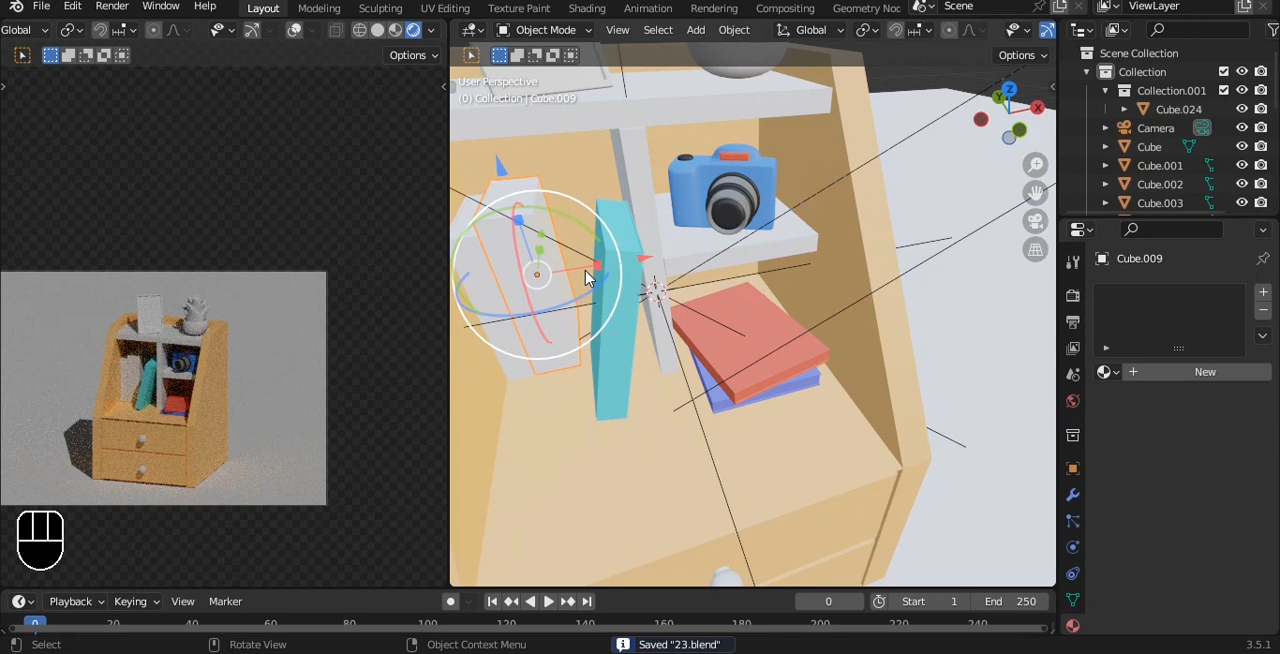 File Edit Render Window Help Layout Modeling Sculpting UV Editing Texture Paint Shading Animation Rendering Compositing Geometry Noc Scene ViewLayer
Global Object Mode View Select Add Object Global
Options Options
User Perspective
(0) Collection | Cube.009
Z
Y
X
Scene Collection
Collection
Collection.001
Cube.024
Camera
Cube
Cube.001
Cube.002
Cube.003
Cube.009
New
Playback Keying View Marker 0 Start 1 End 250
0 20 40 60 80 100 120 140 160 180 200 220 240
Select Rotate View Object Context Menu Saved "23.blend" 3.5.1